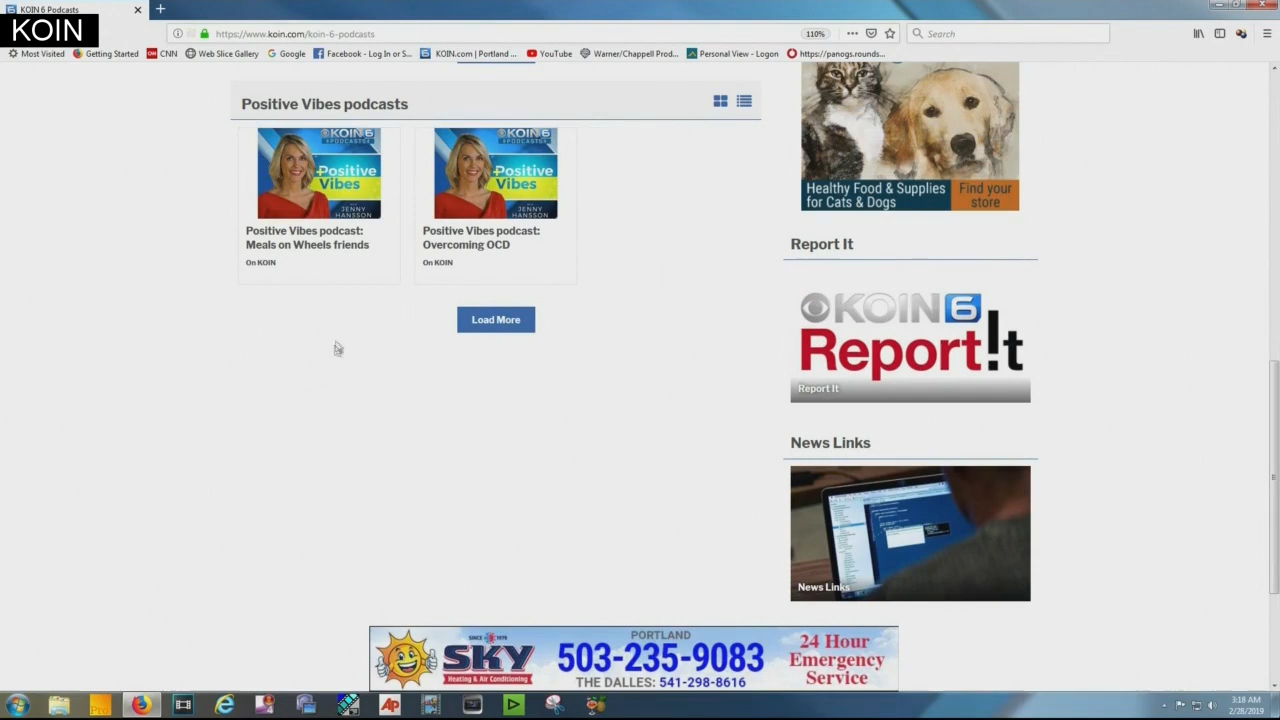 KOIN 6 Podcasts
KOIN
https://www.koin.com/koin-6-podcasts
110%
Search
Most Visited
Getting Started
CNN
Web Slice Gallery
Google
Facebook - Log In or S...
KOIN.com | Portland ...
YouTube
Warner/Chappell Prod...
Personal View - Logon
https://panogs.rounds...
Positive Vibes podcasts
KOIN 6
PODCASTS
Positive
Vibes
JENNY
HANSSON
KOIN 6
PODCASTS
Positive
Vibes
JENNY
HANSSON
Positive Vibes podcast:
Meals on Wheels friends
On KOIN
Positive Vibes podcast:
Overcoming OCD
On KOIN
Load More
Healthy Food & Supplies
for Cats & Dogs
Find your
store
Report It
KOIN 6
Report!t
Report It
News Links
News Links
SINCE 1979
SKY
Heating & Air Conditioning
PORTLAND
503-235-9083
THE DALLES: 541-298-8616
24 Hour
Emergency
Service
AP
3:18 AM
2/28/2019